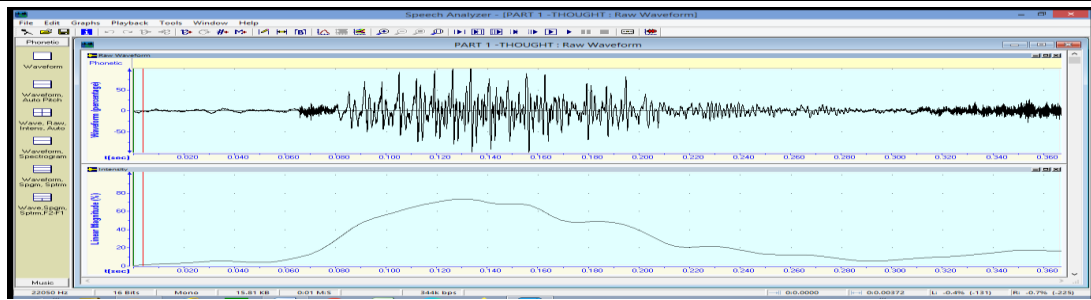 Speech Analyzer - [PART 1 -THOUGHT : Raw Waveform]
File Edit Graphs Playback Tools Window Help
Phonetic
Waveform
Waveform, Auto Pitch
Wave, Raw, Intens, Auto
Waveform, Spectrogram
Waveform, Spgm, Sptrm
Wave,Spgm, Sptrm,F2-F1
Music
PART 1 -THOUGHT : Raw Waveform
Raw Waveform
Phonetic
Waveform (percentage)
50
0
-50
t(sec) 0.020 0.040 0.060 0.080 0.100 0.120 0.140 0.160 0.180 0.200 0.220 0.240 0.260 0.280 0.300 0.320 0.340 0.360
Intensity
Linear Magnitude (%)
80
60
40
20
0
t(sec) 0.020 0.040 0.060 0.080 0.100 0.120 0.140 0.160 0.180 0.200 0.220 0.240 0.260 0.280 0.300 0.320 0.340 0.360
22050 Hz 16 Bits Mono 15.81 KB 0:01 M:S 344k bps 0:0.0000 0:0.00372 L: -0.4% (-131) R: -0.7% (-225)